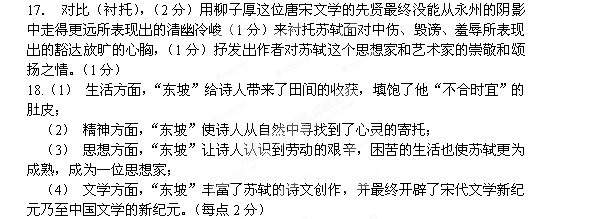 17. 对比（衬托），（2分）用柳子厚这位唐宋文学的先贤最终没能从永州的阴影
中走得更远所表现出的清幽泠峻（1分）来衬托苏轼面对中伤、毁谤、羞辱所表现
出的豁达放旷的心胸，（1分）抒发出作者对苏轼这个思想家和艺术家的崇敬和颂
扬之情。（1分）
18.（1） 生活方面，“东坡”给诗人带来了田间的收获，填饱了他“不合时宜”的
肚皮；
（2） 精神方面，“东坡”使诗人从自然中寻找到了心灵的寄托；
（3） 思想方面，“东坡”让诗人认识到劳动的艰辛，困苦的生活也使苏轼更为
成熟，成为一位思想家；
（4） 文学方面，“东坡”丰富了苏轼的诗文创作，并最终开辟了宋代文学新纪
元乃至中国文学的新纪元。（每点2分）